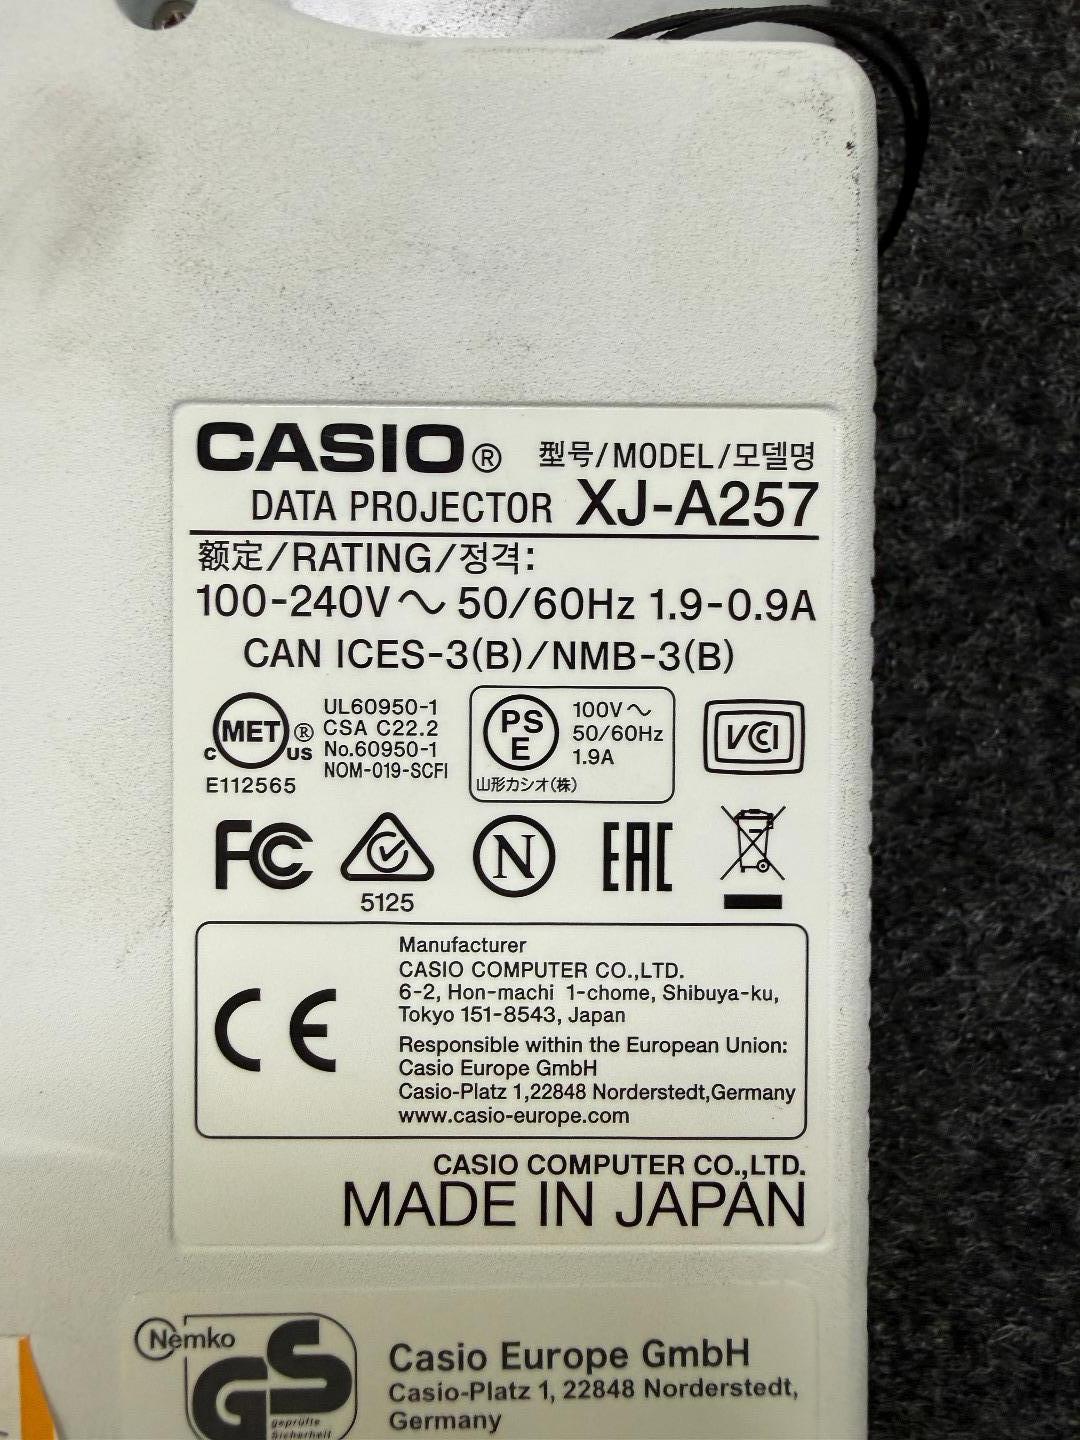 CASIO® 型号/MODEL/모델명
DATA PROJECTOR XJ-A257
额定/RATING/정격:
100-240V～ 50/60Hz 1.9-0.9A
CAN ICES-3(B)/NMB-3(B)
C MET® US
E112565
UL60950-1
CSA C22.2
No.60950-1
NOM-019-SCFI
PS
E
100V～
50/60Hz
1.9A
山形カシオ(株)
VCI
FC
5125
N
EAC
CE
Manufacturer
CASIO COMPUTER CO.,LTD.
6-2, Hon-machi 1-chome, Shibuya-ku,
Tokyo 151-8543, Japan
Responsible within the European Union:
Casio Europe GmbH
Casio-Platz 1,22848 Norderstedt,Germany
www.casio-europe.com
CASIO COMPUTER CO.,LTD.
MADE IN JAPAN
Nemko
GS
geprüfte
Sicherheit
Casio Europe GmbH
Casio-Platz 1, 22848 Norderstedt,
Germany